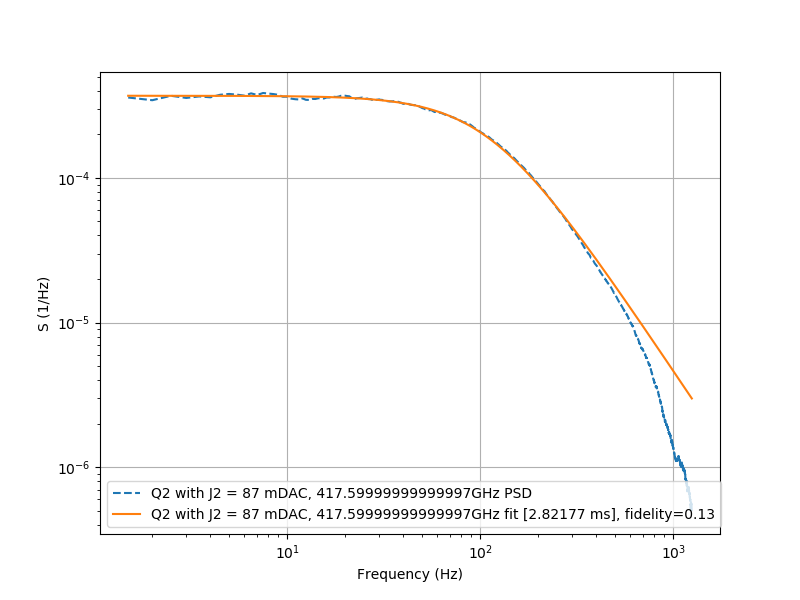 S (1/Hz)
10⁻⁴
10⁻⁵
10⁻⁶
Q2 with J2 = 87 mDAC, 417.59999999999997GHz PSD
Q2 with J2 = 87 mDAC, 417.59999999999997GHz fit [2.82177 ms], fidelity=0.13
10¹ 10² 10³
Frequency (Hz)